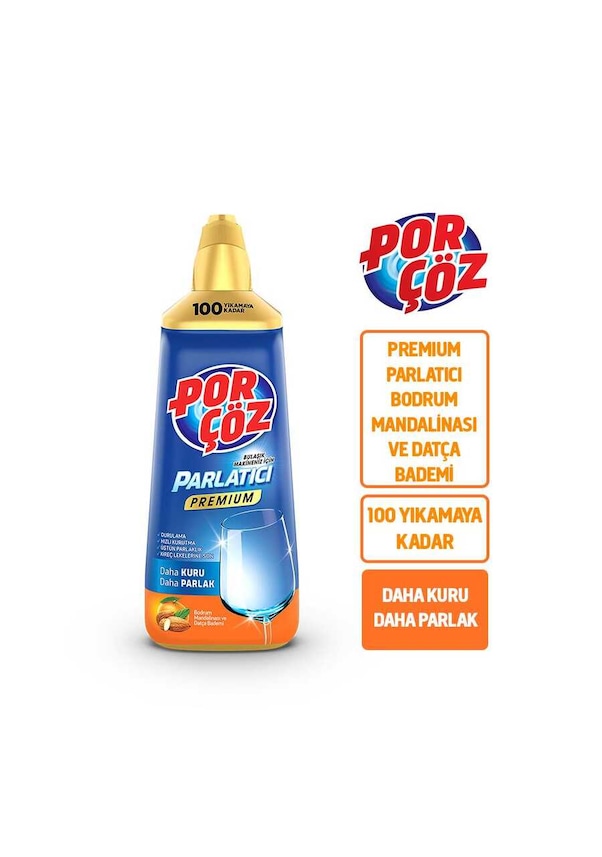 100 YIKAMAYA
KADAR
POR
ÇÖZ
BULAŞIK
MAKİNENİZ İÇİN
PARLATICI
PREMIUM
DURULAMA
HIZLI KURUTMA
ÜSTÜN PARLAKLIK
KİREÇ LEKELERİNE SON
Daha KURU
Daha PARLAK
Bodrum
Mandalinası ve
Datça Bademi
POR
ÇÖZ
PREMIUM
PARLATICI
BODRUM
MANDALİNASI
VE DATÇA
BADEMİ
100 YIKAMAYA
KADAR
DAHA KURU
DAHA PARLAK